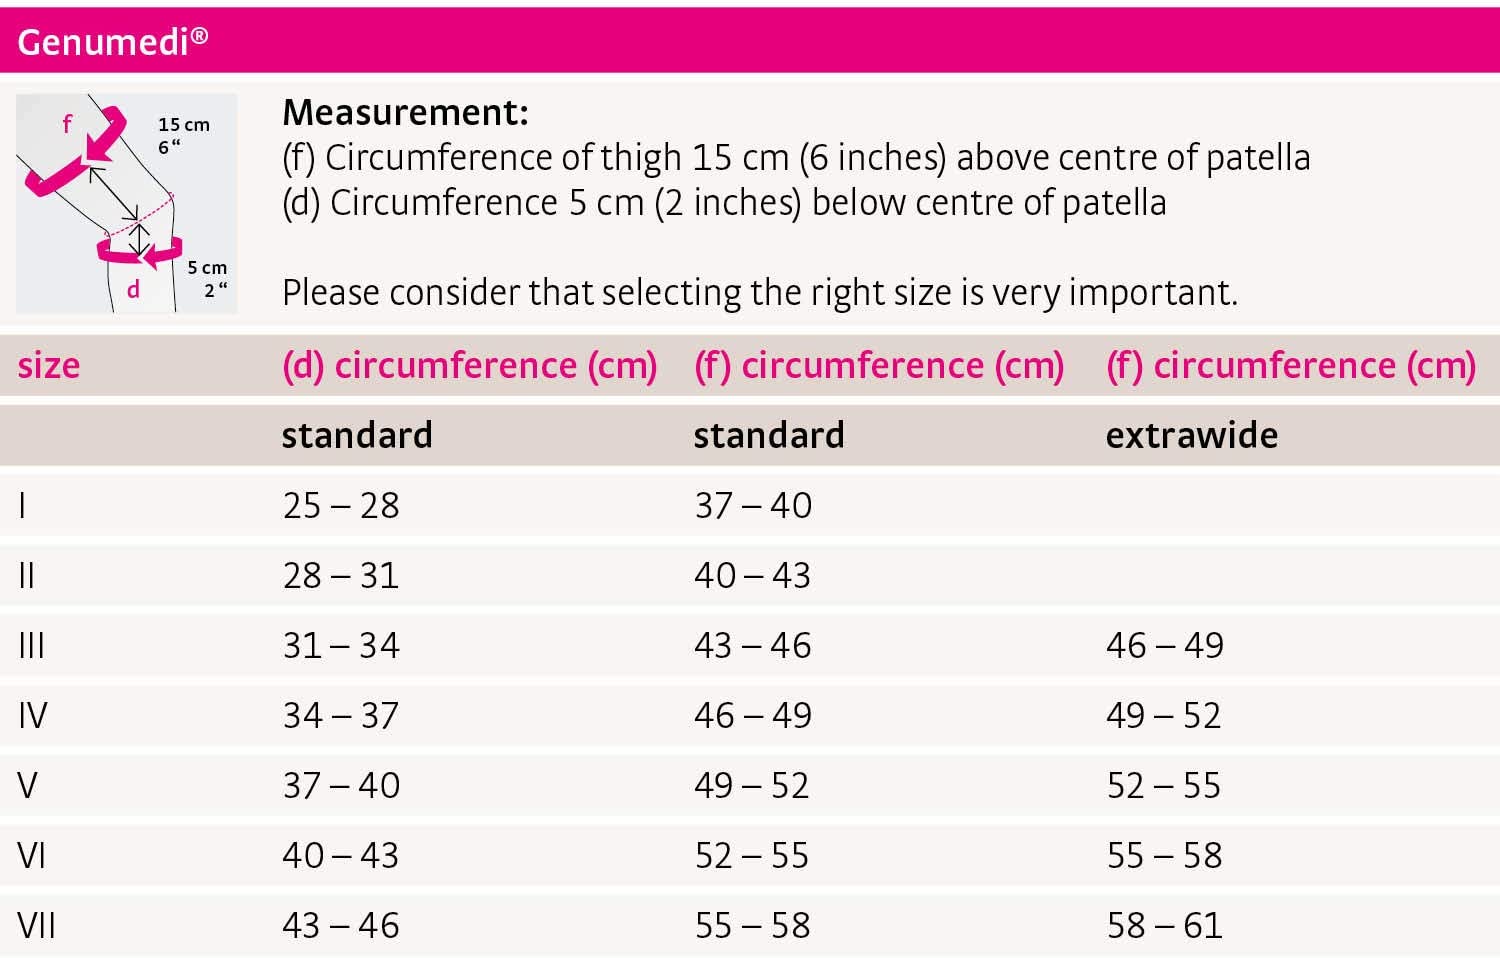 Genumedi®
f
15 cm
6“
5 cm
2“
d
Measurement:
(f) Circumference of thigh 15 cm (6 inches) above centre of patella
(d) Circumference 5 cm (2 inches) below centre of patella
Please consider that selecting the right size is very important.
size (d) circumference (cm) (f) circumference (cm) (f) circumference (cm)
standard standard extrawide
I 25 – 28 37 – 40
II 28 – 31 40 – 43
III 31 – 34 43 – 46 46 – 49
IV 34 – 37 46 – 49 49 – 52
V 37 – 40 49 – 52 52 – 55
VI 40 – 43 52 – 55 55 – 58
VII 43 – 46 55 – 58 58 – 61